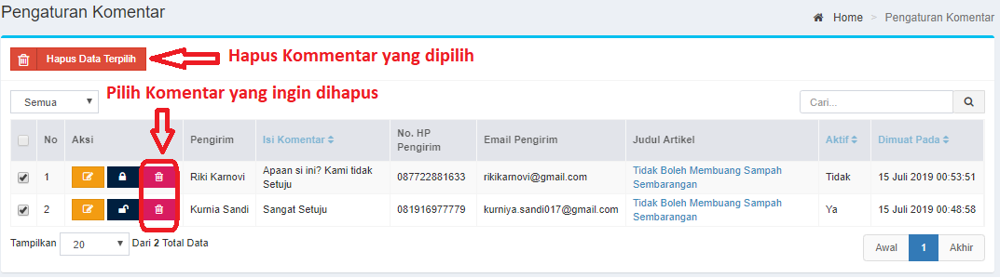 Pengaturan Komentar
Home > Pengaturan Komentar
Hapus Data Terpilih
Hapus Kommentar yang dipilih
Pilih Komentar yang ingin dihapus
Semua
Cari...
No Aksi Pengirim Isi Komentar No. HP Pengirim Email Pengirim Judul Artikel Aktif Dimuat Pada
1 Riki Karnovi Apaan si ini? Kami tidak Setuju 087722881633 rikikarnovi@gmail.com Tidak Boleh Membuang Sampah Sembarangan Tidak 15 Juli 2019 00:53:51
2 Kurnia Sandi Sangat Setuju 081916977779 kurniya.sandi017@gmail.com Tidak Boleh Membuang Sampah Sembarangan Ya 15 Juli 2019 00:48:58
Tampilkan 20 Dari 2 Total Data
Awal 1 Akhir